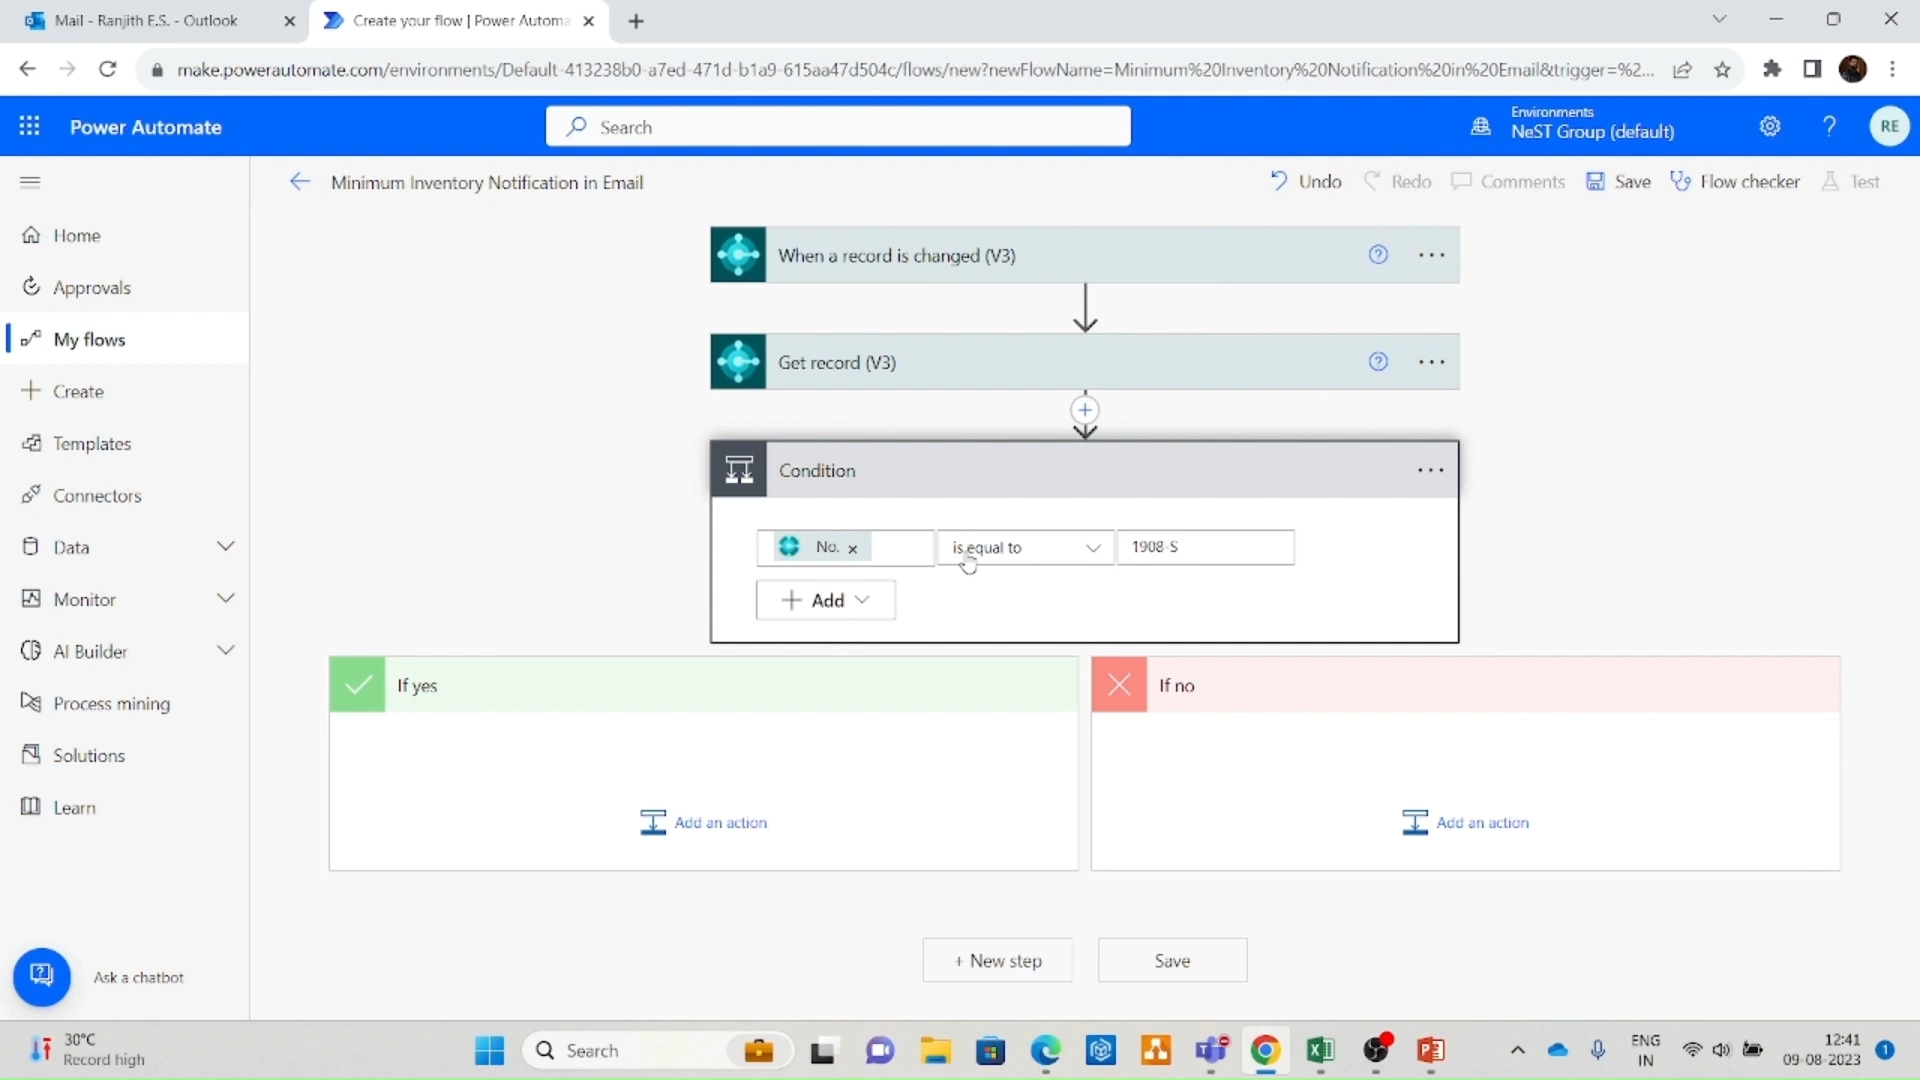 Mail - Ranjith E.S. - Outlook
Create your flow | Power Automa
make.powerautomate.com/environments/Default-413238b0-a7ed-471d-b1a9-615aa47d504c/flows/new?newFlowName=Minimum%20Inventory%20Notification%20in%20Email&trigger=%2...
Power Automate
Search
Environments
NeST Group (default)
RE
Minimum Inventory Notification in Email
Undo
Redo
Comments
Save
Flow checker
Test
Home
Approvals
My flows
Create
Templates
Connectors
Data
Monitor
AI Builder
Process mining
Solutions
Learn
Ask a chatbot
When a record is changed (V3)
Get record (V3)
Condition
No.
is equal to
1908-S
Add
If yes
Add an action
If no
Add an action
+ New step
Save
30°C
Record high
Search
ENG
IN
12:41
09-08-2023
1